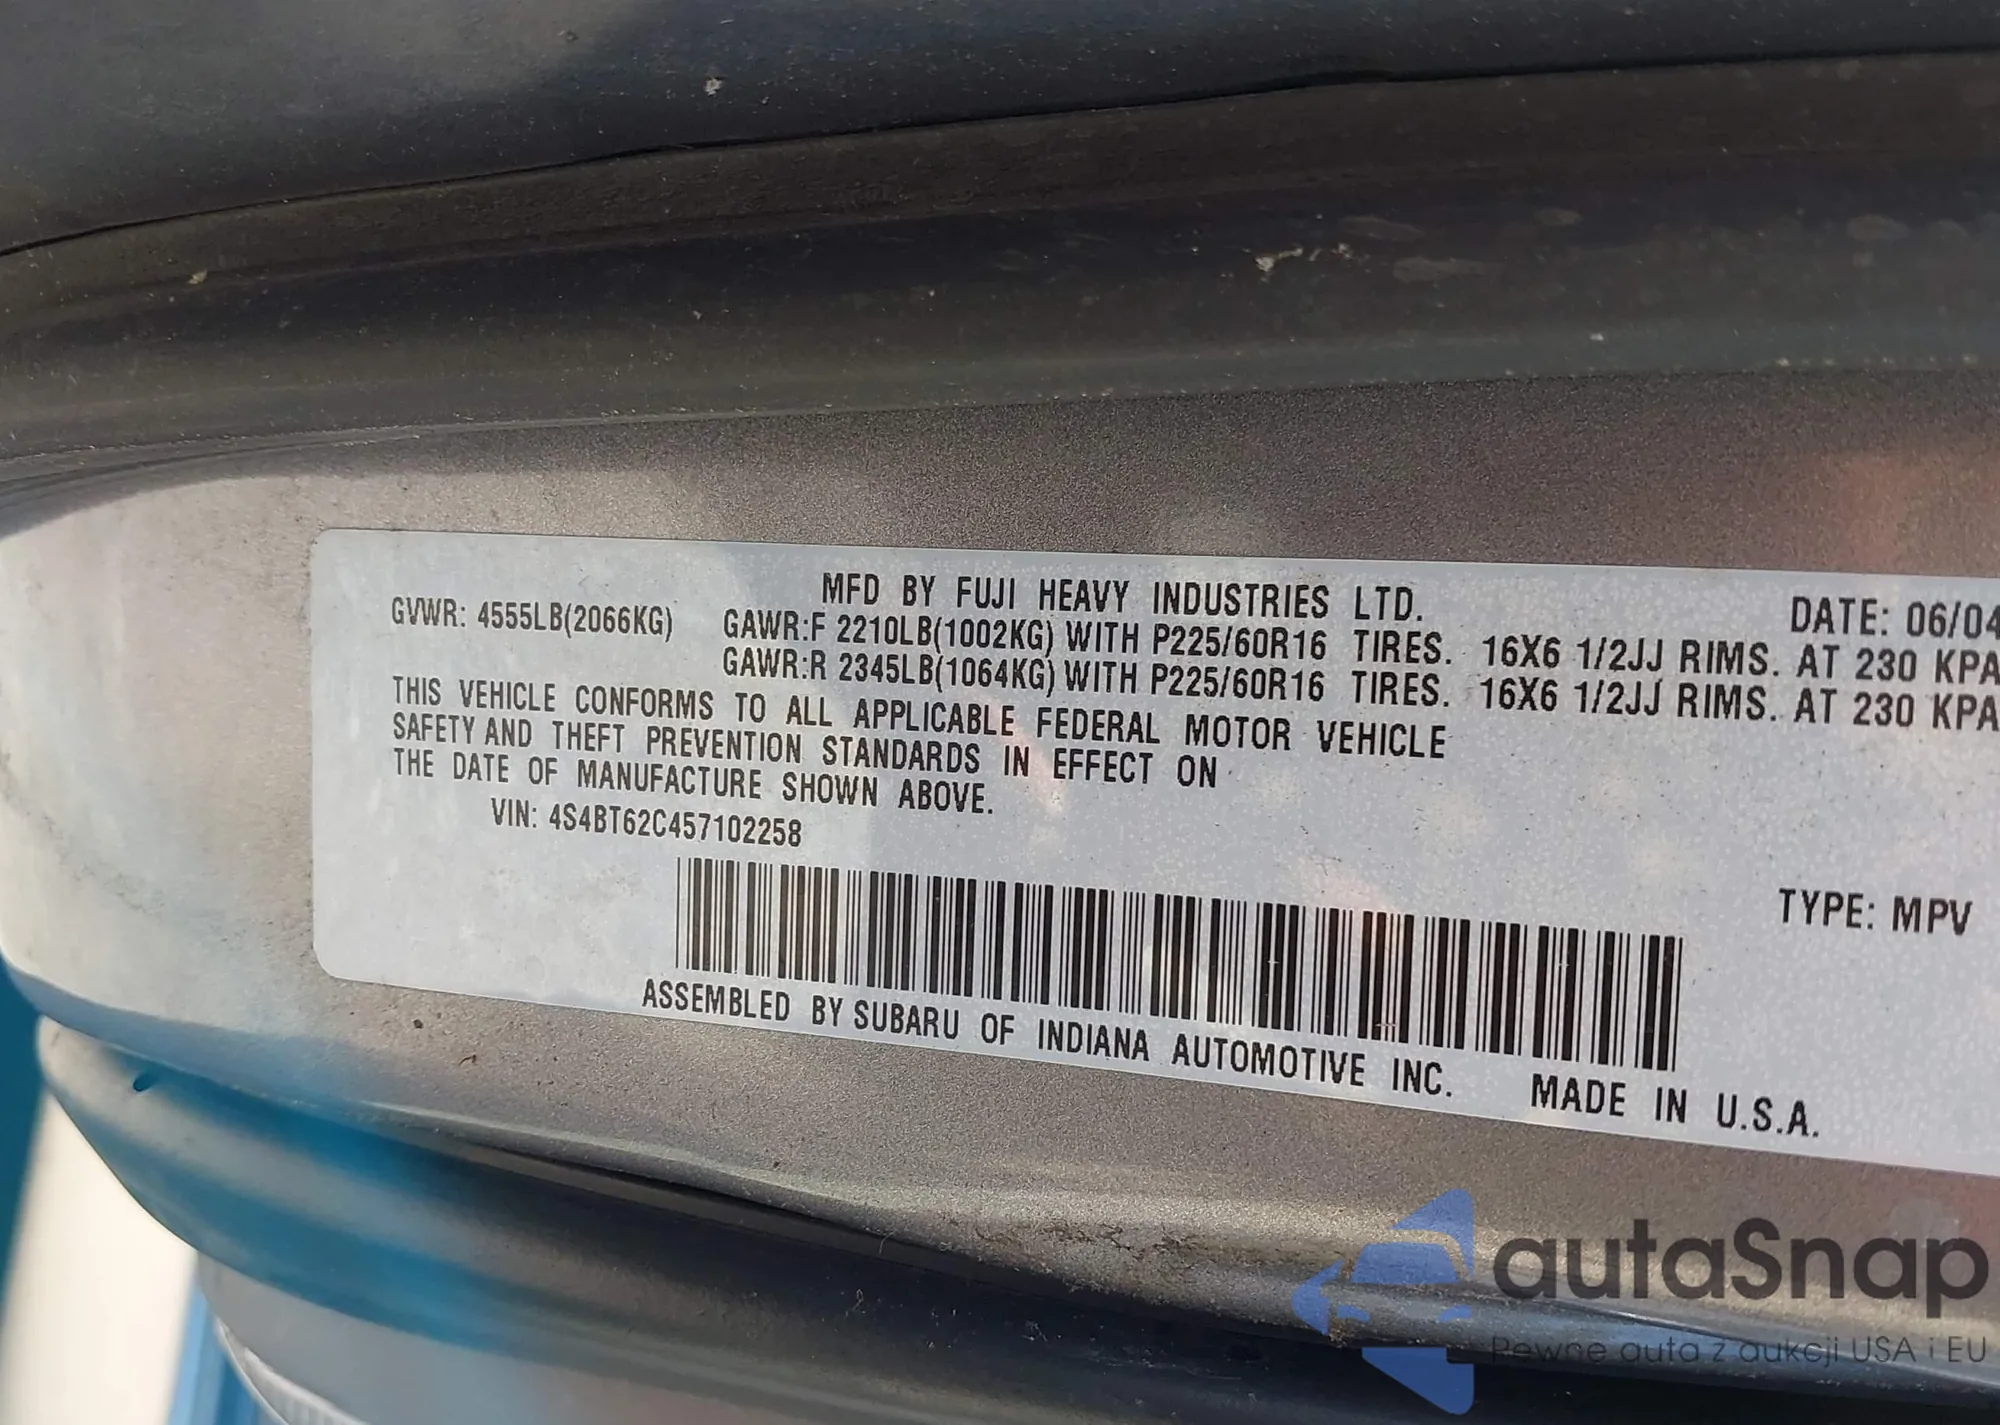 MFD BY FUJI HEAVY INDUSTRIES LTD. DATE: 06/04
GVWR: 4555LB(2066KG) GAWR:F 2210LB(1002KG) WITH P225/60R16 TIRES. 16X6 1/2JJ RIMS. AT 230 KPA
GAWR:R 2345LB(1064KG) WITH P225/60R16 TIRES. 16X6 1/2JJ RIMS. AT 230 KPA
THIS VEHICLE CONFORMS TO ALL APPLICABLE FEDERAL MOTOR VEHICLE
SAFETY AND THEFT PREVENTION STANDARDS IN EFFECT ON
THE DATE OF MANUFACTURE SHOWN ABOVE.
VIN: 4S4BT62C457102258
TYPE: MPV
ASSEMBLED BY SUBARU OF INDIANA AUTOMOTIVE INC. MADE IN U.S.A.
autaSnap
Pewne auta z aukcji USA i EU